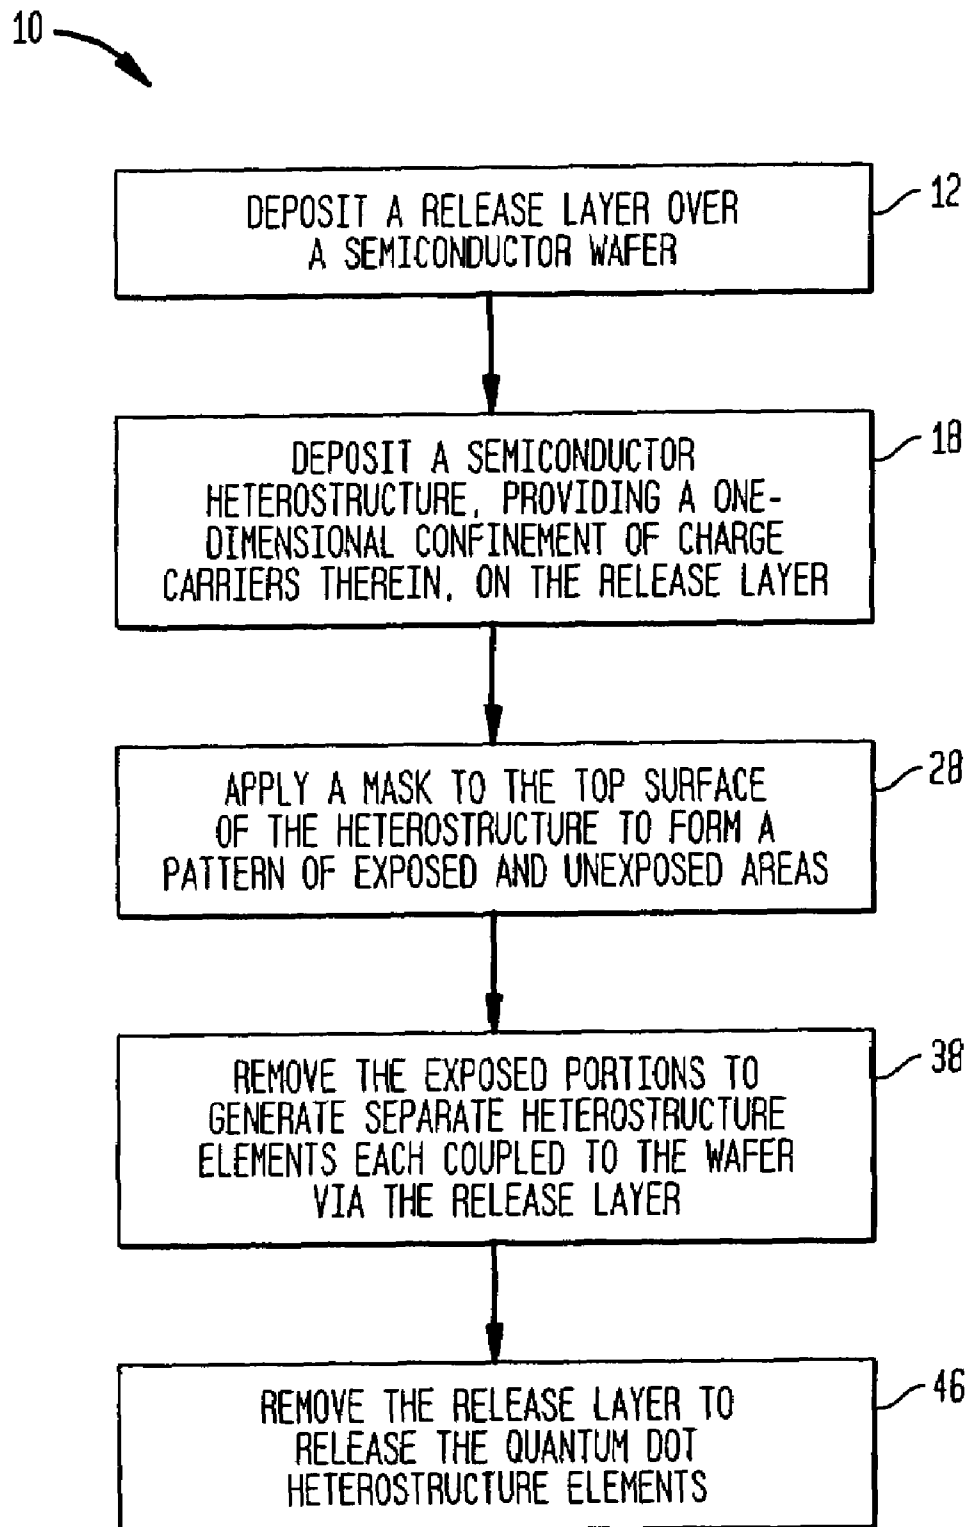 10
DEPOSIT A RELEASE LAYER OVER
A SEMICONDUCTOR WAFER
12
DEPOSIT A SEMICONDUCTOR
HETEROSTRUCTURE, PROVIDING A ONE-
DIMENSIONAL CONFINEMENT OF CHARGE
CARRIERS THEREIN, ON THE RELEASE LAYER
18
APPLY A MASK TO THE TOP SURFACE
OF THE HETEROSTRUCTURE TO FORM A
PATTERN OF EXPOSED AND UNEXPOSED AREAS
28
REMOVE THE EXPOSED PORTIONS TO
GENERATE SEPARATE HETEROSTRUCTURE
ELEMENTS EACH COUPLED TO THE WAFER
VIA THE RELEASE LAYER
38
REMOVE THE RELEASE LAYER TO
RELEASE THE QUANTUM DOT
HETEROSTRUCTURE ELEMENTS
46